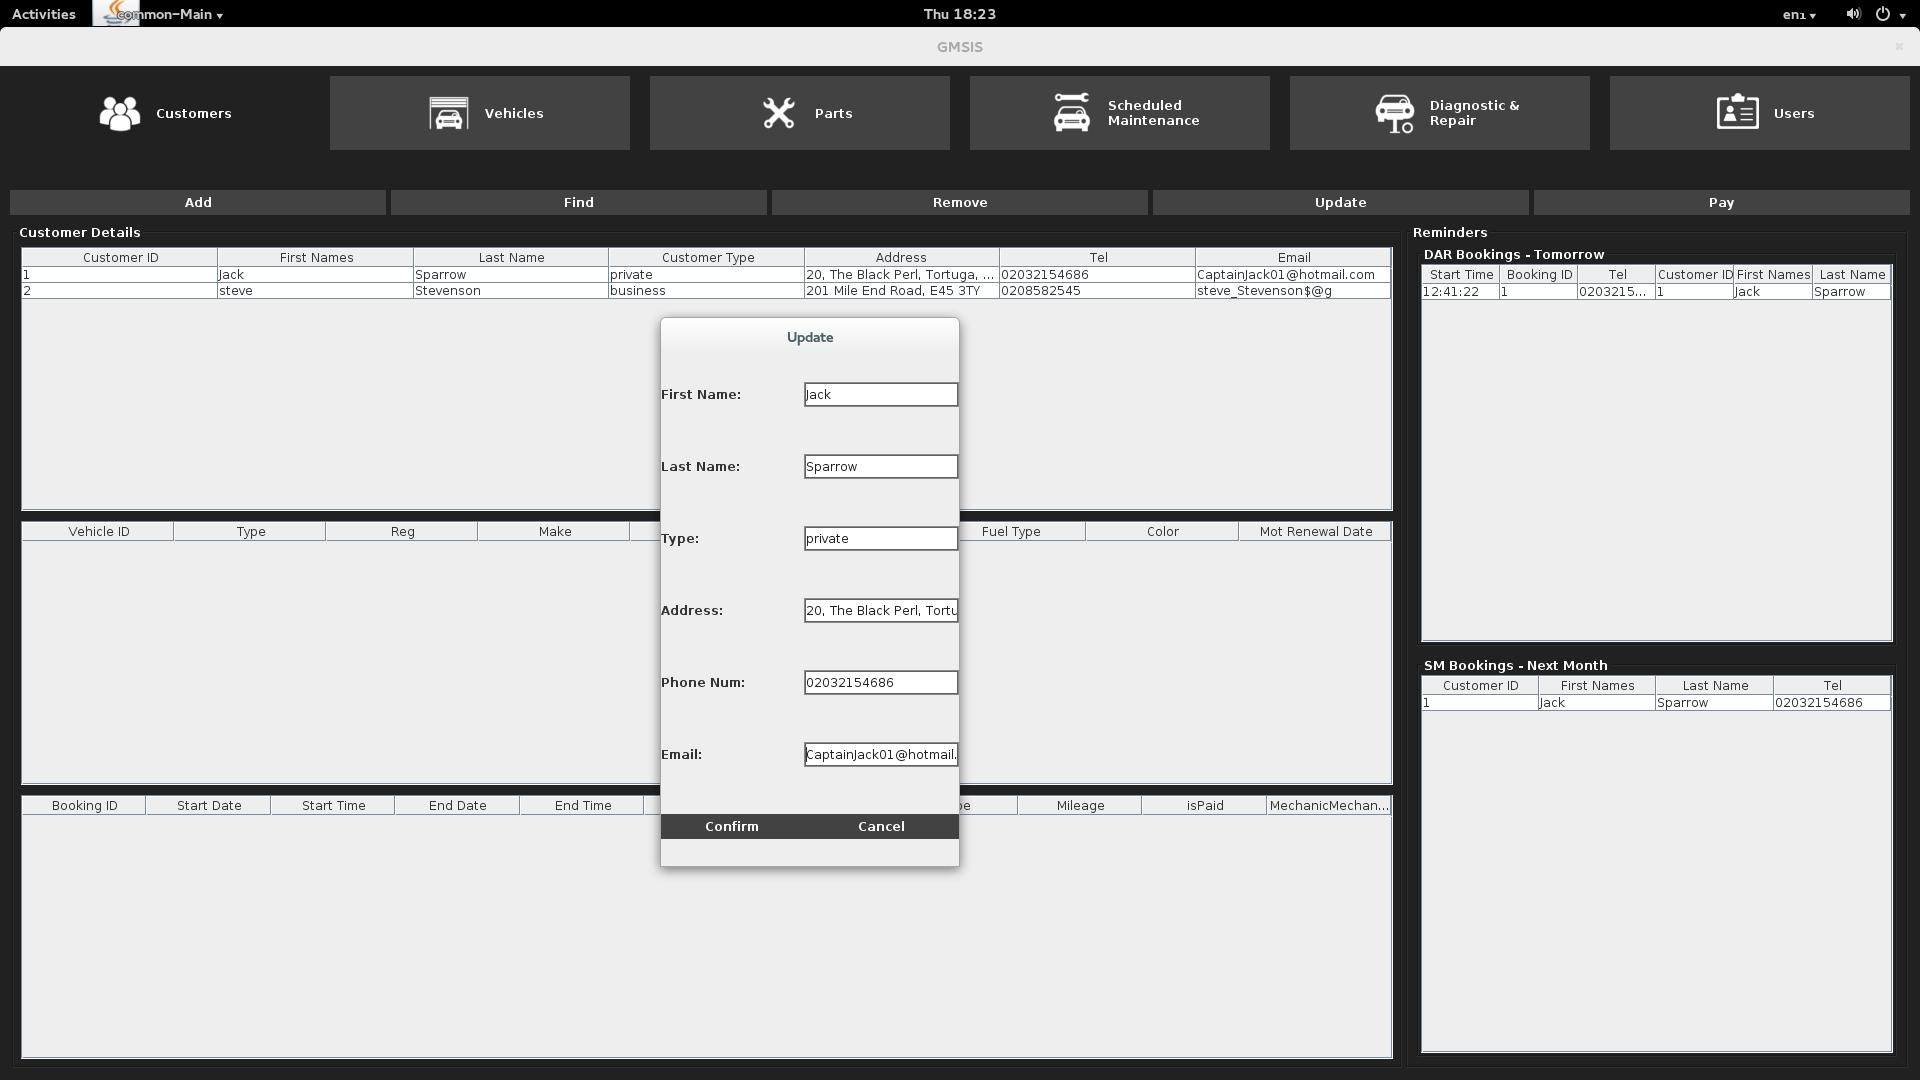 Activities common-Main Thu 18:23 en1
GMSIS
Customers Vehicles Parts Scheduled Maintenance Diagnostic & Repair Users
Add Find Remove Update Pay
Customer Details
Customer ID First Names Last Name Customer Type Address Tel Email
1 Jack Sparrow private 20, The Black Perl, Tortuga, ... 02032154686 CaptainJack01@hotmail.com
2 steve Stevenson business 201 Mile End Road, E45 3TY 0208582545 steve_Stevenson$@g
Update
First Name: Jack
Last Name: Sparrow
Type: private
Address: 20, The Black Perl, Tortu
Phone Num: 02032154686
Email: CaptainJack01@hotmail.
Confirm Cancel
Vehicle ID Type Reg Make Fuel Type Color Mot Renewal Date
Booking ID Start Date Start Time End Date End Time pe Mileage isPaid MechanicMechan...
Reminders
DAR Bookings - Tomorrow
Start Time Booking ID Tel Customer ID First Names Last Name
12:41:22 1 0203215... 1 Jack Sparrow
SM Bookings - Next Month
Customer ID First Names Last Name Tel
1 Jack Sparrow 02032154686